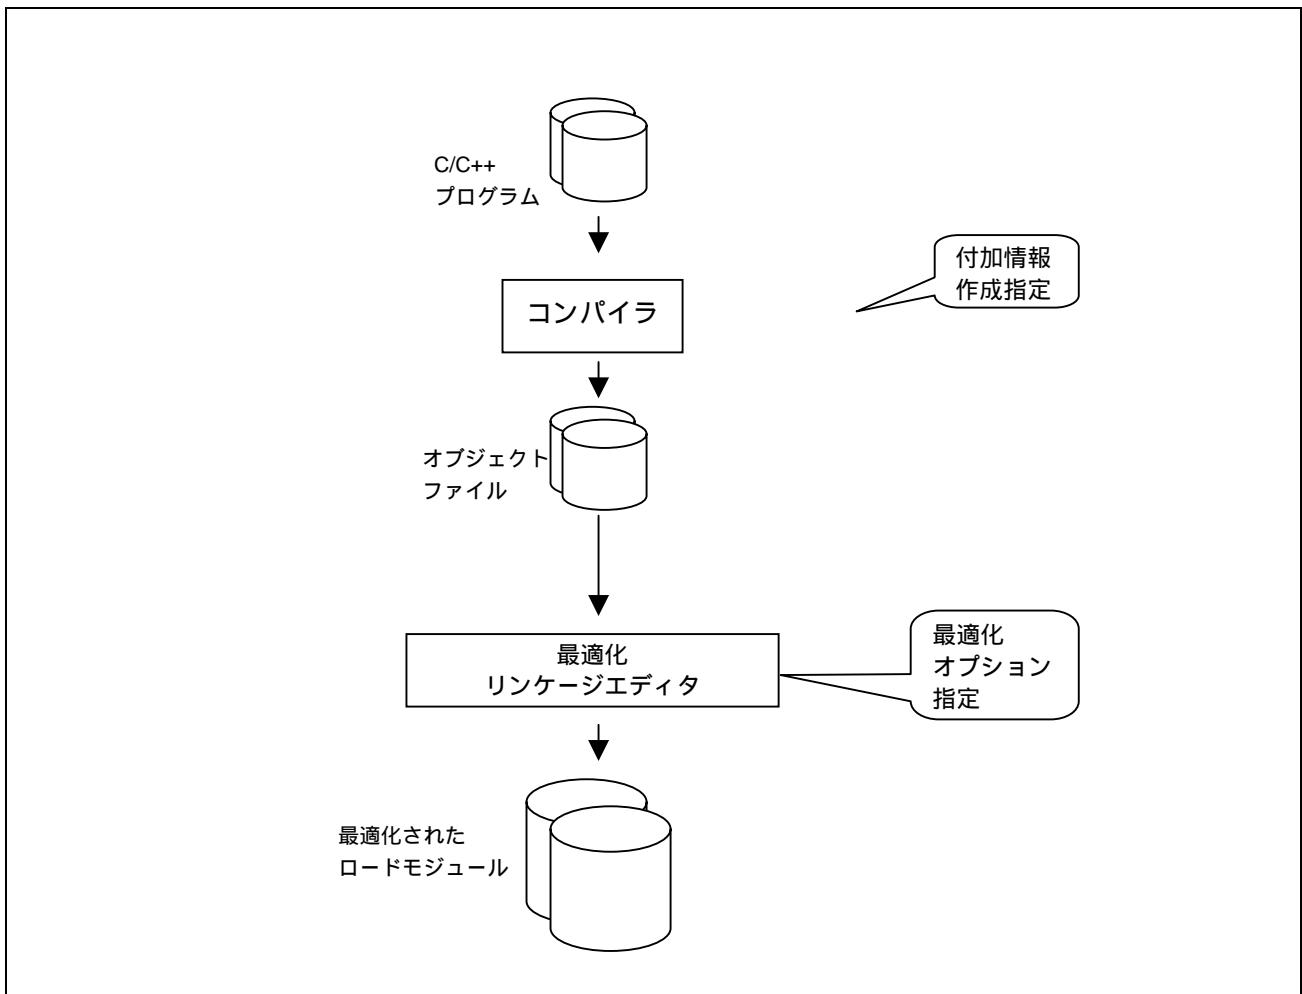 C/C++
プログラム
付加情報
作成指定
コンパイラ
オブジェクト
ファイル
最適化
リンケージエディタ
最適化
オプション
指定
最適化された
ロードモジュール